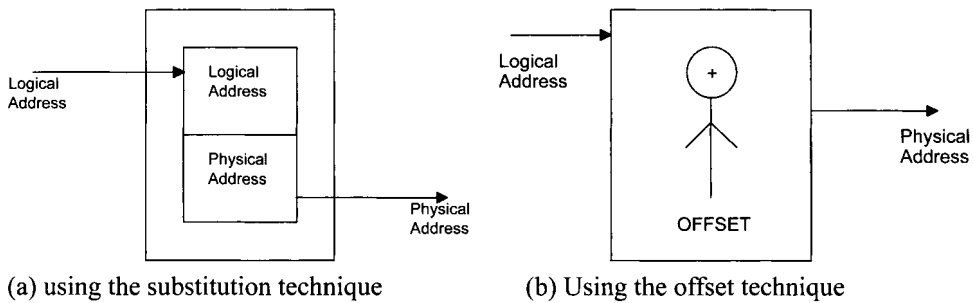 Logical
Address
Logical
Address
Physical
Address
Physical
Address
(a) using the substitution technique
Logical
Address
+
OFFSET
Physical
Address
(b) Using the offset technique